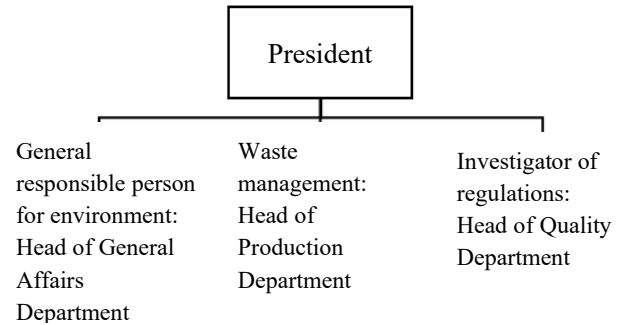 President
General
responsible person
for environment:
Head of General
Affairs
Department
Waste
management:
Head of
Production
Department
Investigator of
regulations:
Head of Quality
Department